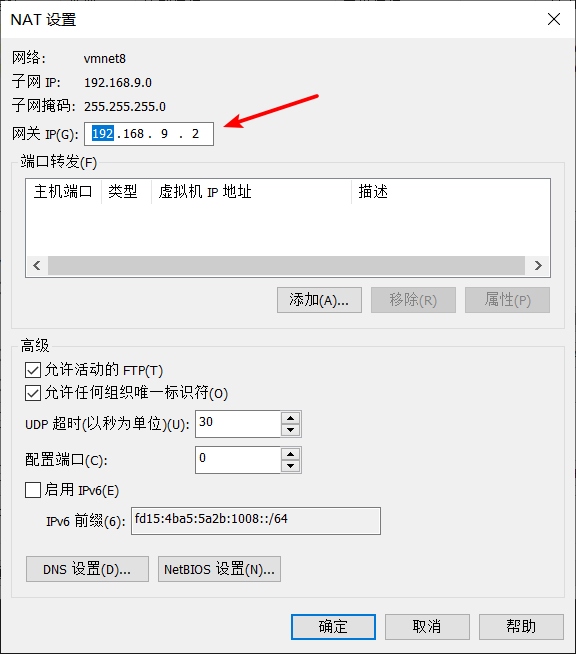 NAT 设置
网络: vmnet8
子网 IP: 192.168.9.0
子网掩码: 255.255.255.0
网关 IP(G): 192 . 168 . 9 . 2
端口转发(F)
主机端口 类型 虚拟机 IP 地址 描述
添加(A)... 移除(R) 属性(P)
高级
允许活动的 FTP(T)
允许任何组织唯一标识符(O)
UDP 超时(以秒为单位)(U): 30
配置端口(C): 0
启用 IPv6(E)
IPv6 前缀(6): fd15:4ba5:5a2b:1008::/64
DNS 设置(D)... NetBIOS 设置(N)...
确定 取消 帮助